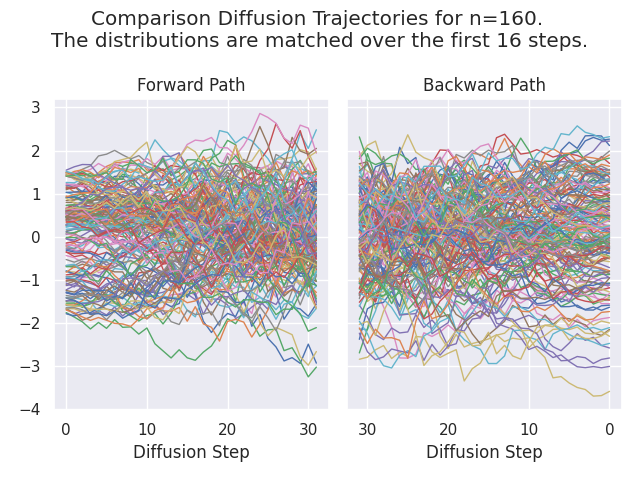 Comparison Diffusion Trajectories for n=160.
The distributions are matched over the first 16 steps.
Forward Path
Backward Path
3
2
1
0
−1
−2
−3
−4
0 10 20 30
30 20 10 0
Diffusion Step
Diffusion Step